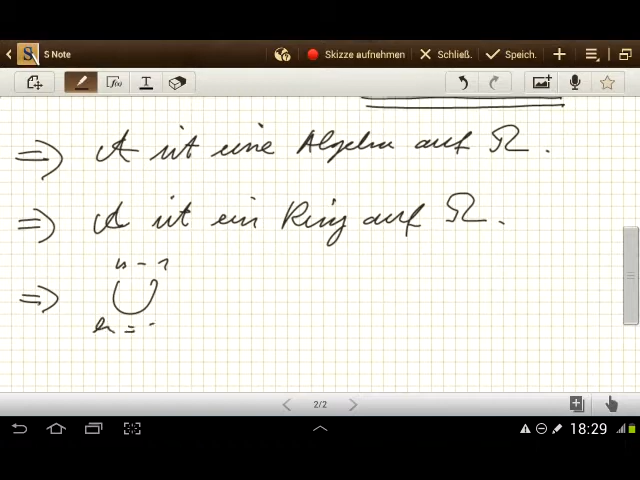 S Note
Skizze aufnehmen
Schließ.
Speich.
f(x)
T
⇒ A ist eine Algebra auf Ω.
⇒ A ist ein Ring auf Ω.
n-1
⇒ ∪
k =
2/2
18:29